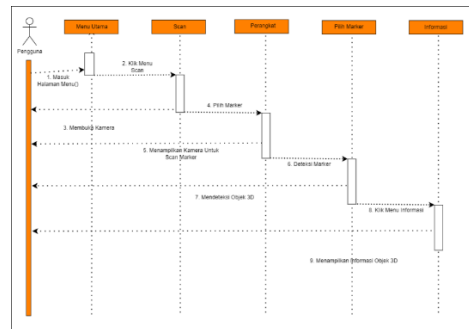 Menu Utama
Scan
Perangkat
Pilih Marker
Informasi
Pengguna
1. Masuk
Halaman Menu()
2. Klik Menu
Scan
3. Membuka Kamera
4. Pilih Marker
5. Menampilkan Kamera Untuk
Scan Marker
6. Deteksi Marker
7. Mendeteksi Objek 3D
8. Klik Menu Informasi
9. Menampilkan Informasi Objek 3D